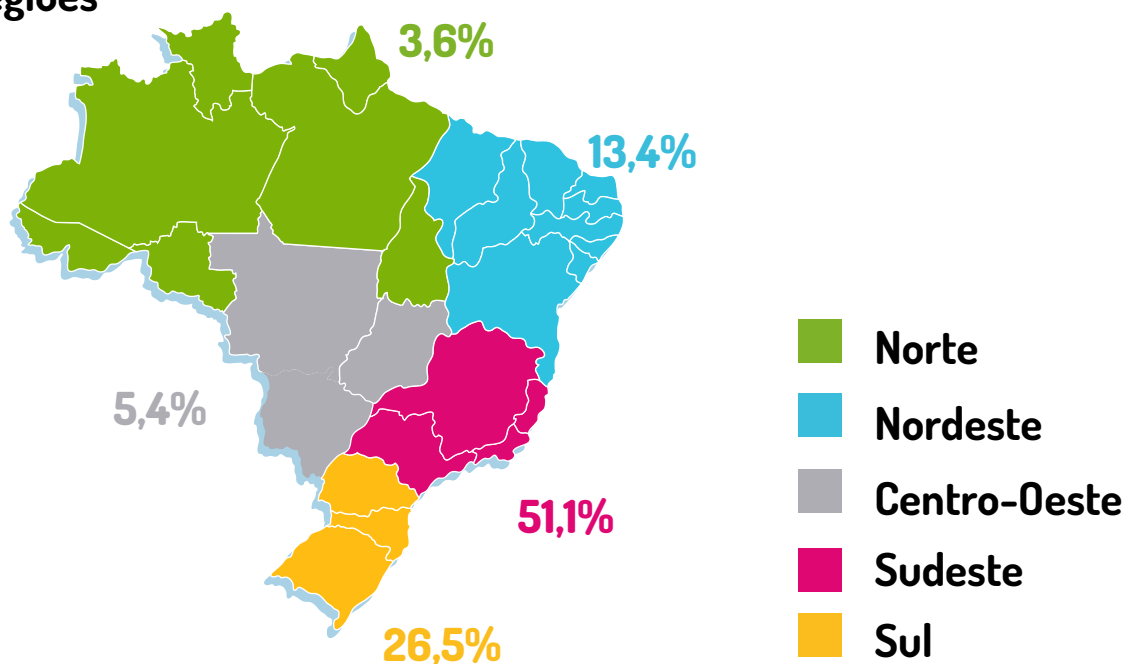 3,6%
13,4%
5,4%
51,1%
26,5%
Norte
Nordeste
Centro-Oeste
Sudeste
Sul